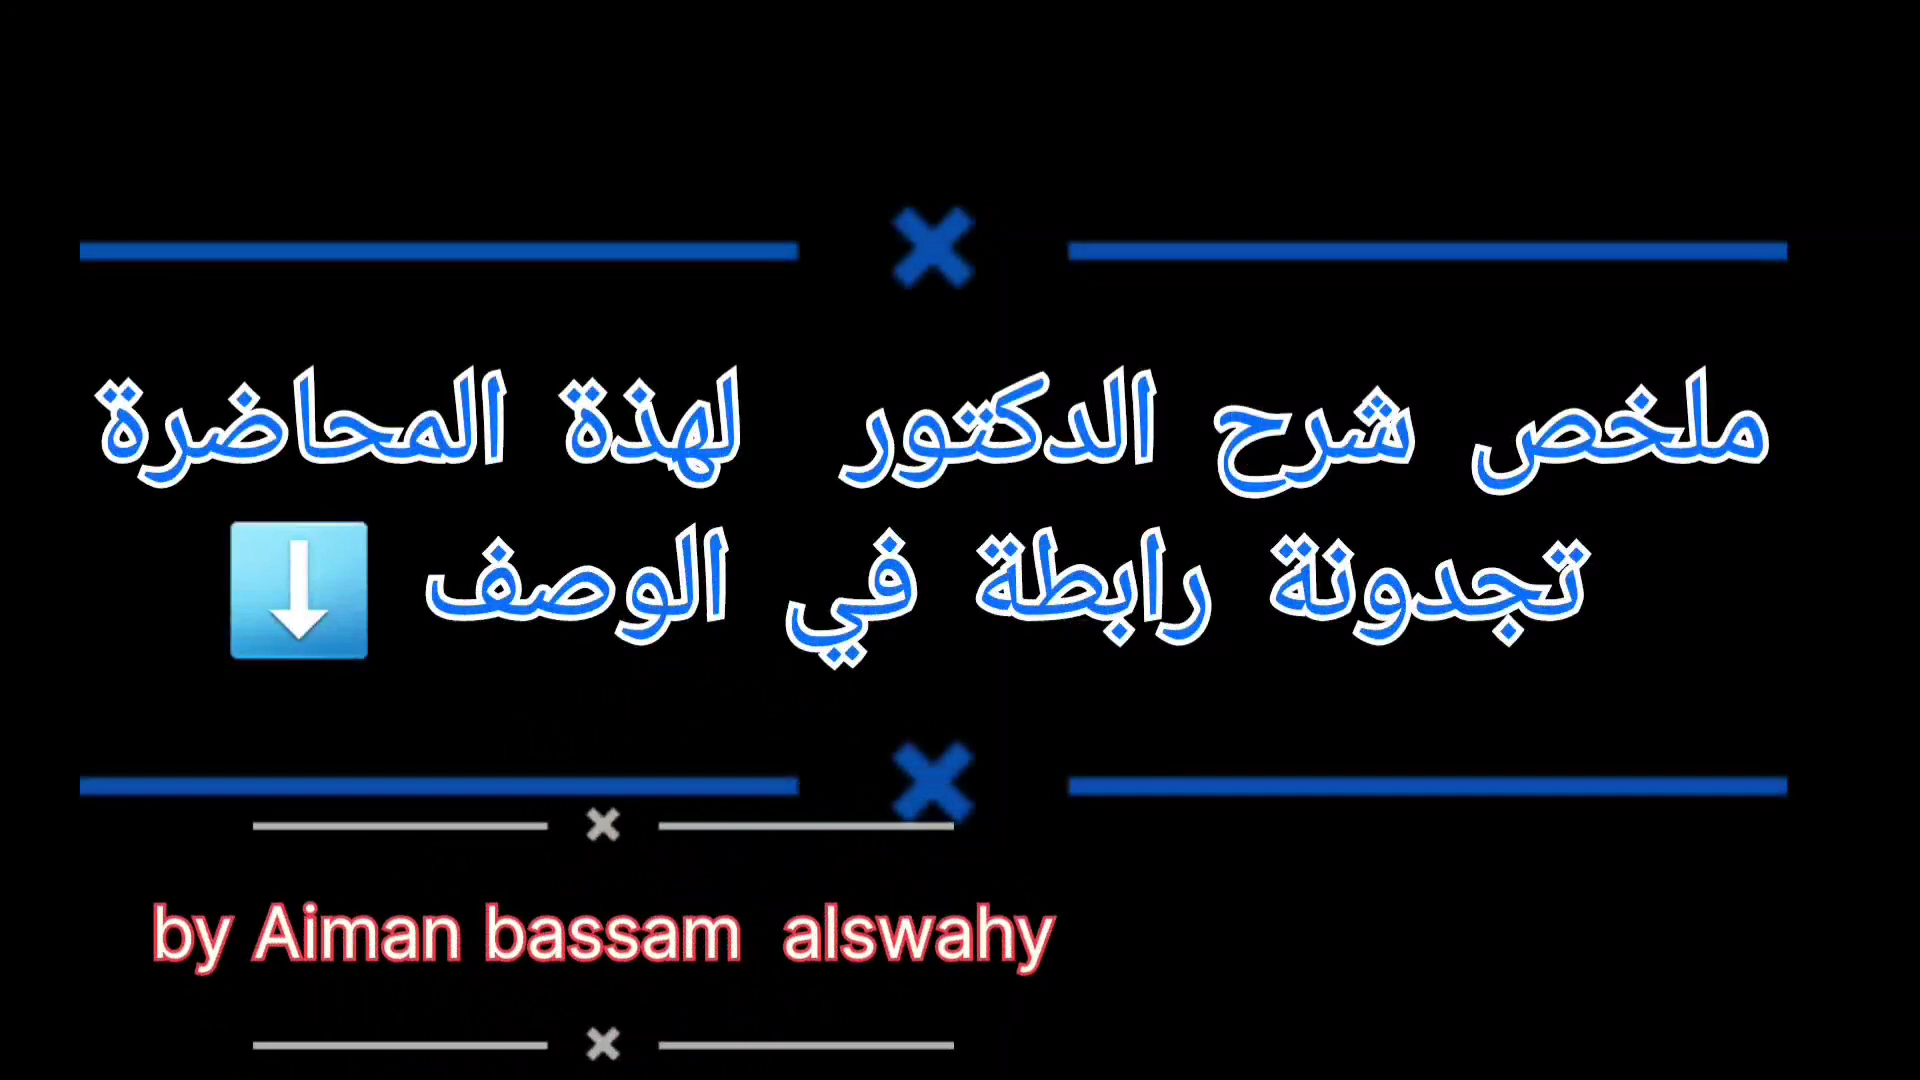 ملخص شرح الدكتور لهذة المحاضرة
تجدونة رابطة في الوصف ⬇️
by Aiman bassam alswahy